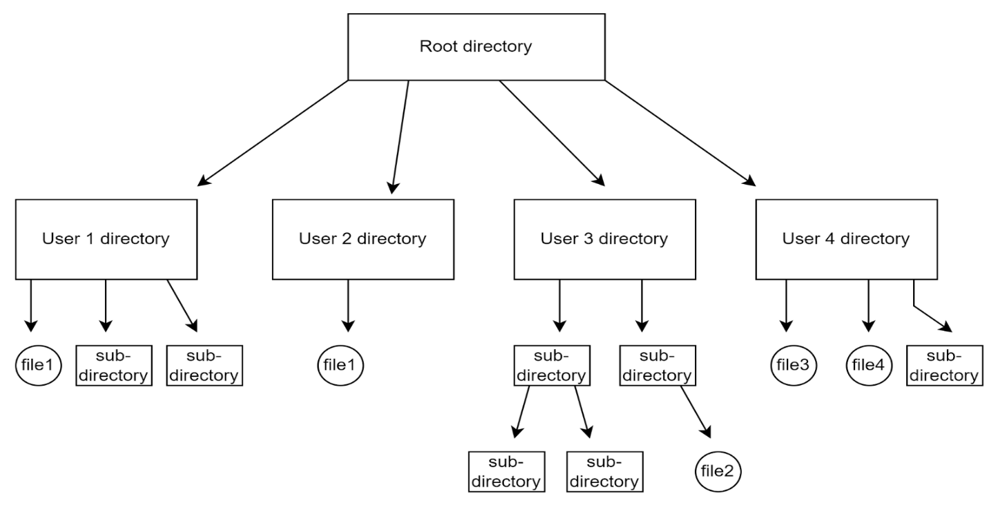 Root directory
User 1 directory
User 2 directory
User 3 directory
User 4 directory
file1
sub-
directory
sub-
directory
file1
sub-
directory
sub-
directory
file3
file4
sub-
directory
sub-
directory
sub-
directory
file2